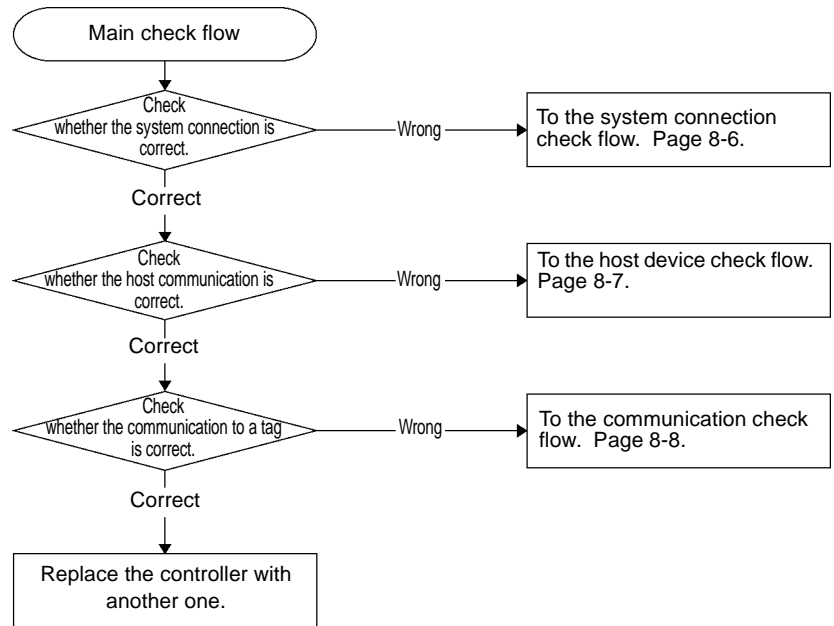 Main check flow
Check
whether the system connection is
correct.
Wrong
To the system connection
check flow.  Page 8-6.
Correct
Check
whether the host communication is
correct.
Wrong
To the host device check flow.
Page 8-7.
Correct
Check
whether the communication to a tag
is correct.
Wrong
To the communication check
flow.  Page 8-8.
Correct
Replace the controller with
another one.